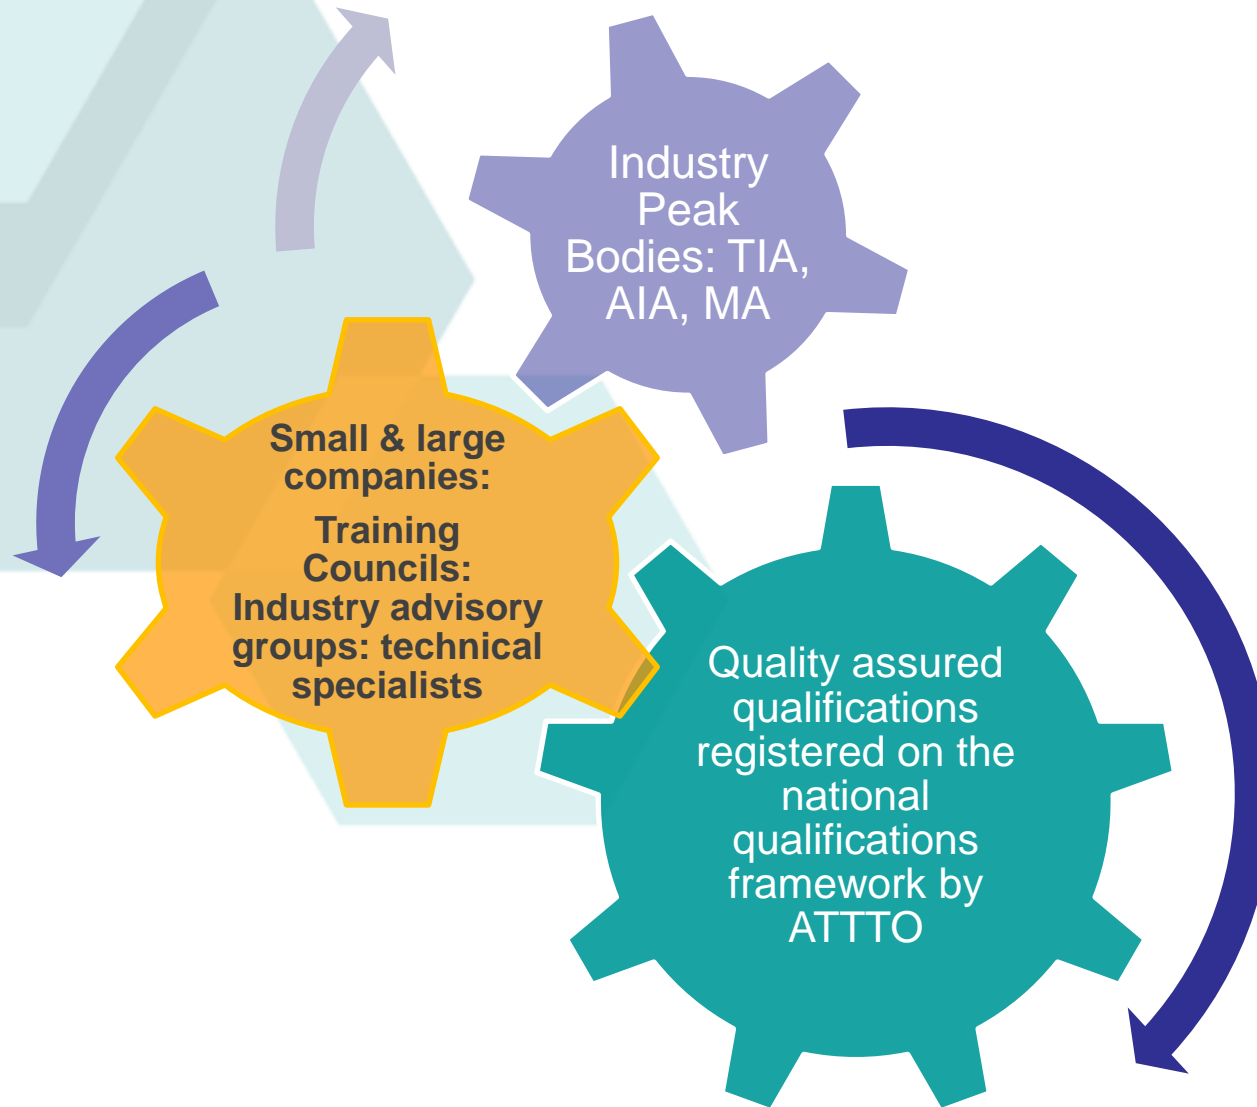 Industry
Peak
Bodies: TIA,
AIA, MA
Small & large
companies:
Training
Councils:
Industry advisory
groups: technical
specialists
Quality assured
qualifications
registered on the
national
qualifications
framework by
ATTTO